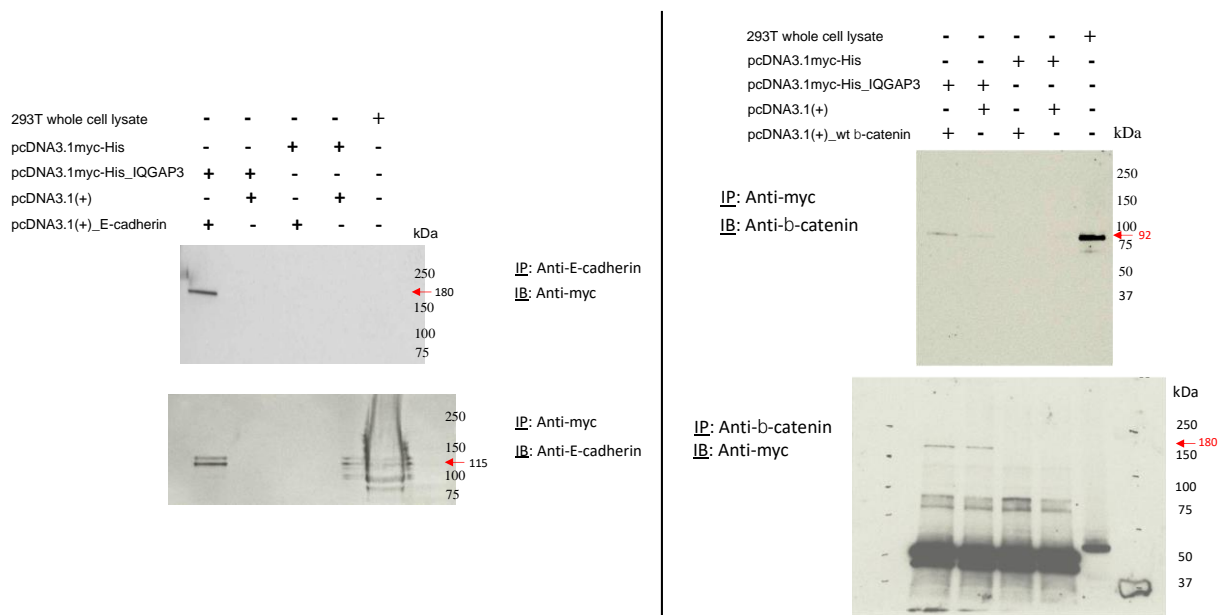 293T whole cell lysate - - - - +
pcDNA3.1myc-His - - + + -
pcDNA3.1myc-His_IQGAP3 + + - - -
pcDNA3.1(+) - + - + -
pcDNA3.1(+)_E-cadherin + - + - -
kDa
250
180
150
100
75
IP: Anti-E-cadherin
IB: Anti-myc
250
150
115
100
75
IP: Anti-myc
IB: Anti-E-cadherin
293T whole cell lysate - - - - +
pcDNA3.1myc-His - - + + -
pcDNA3.1myc-His_IQGAP3 + + - - -
pcDNA3.1(+) - + - + -
pcDNA3.1(+)_wt b-catenin + - + - - kDa
IP: Anti-myc
IB: Anti-b-catenin
250
150
100
92
75
50
37
IP: Anti-b-catenin
IB: Anti-myc
kDa
250
180
150
100
75
50
37